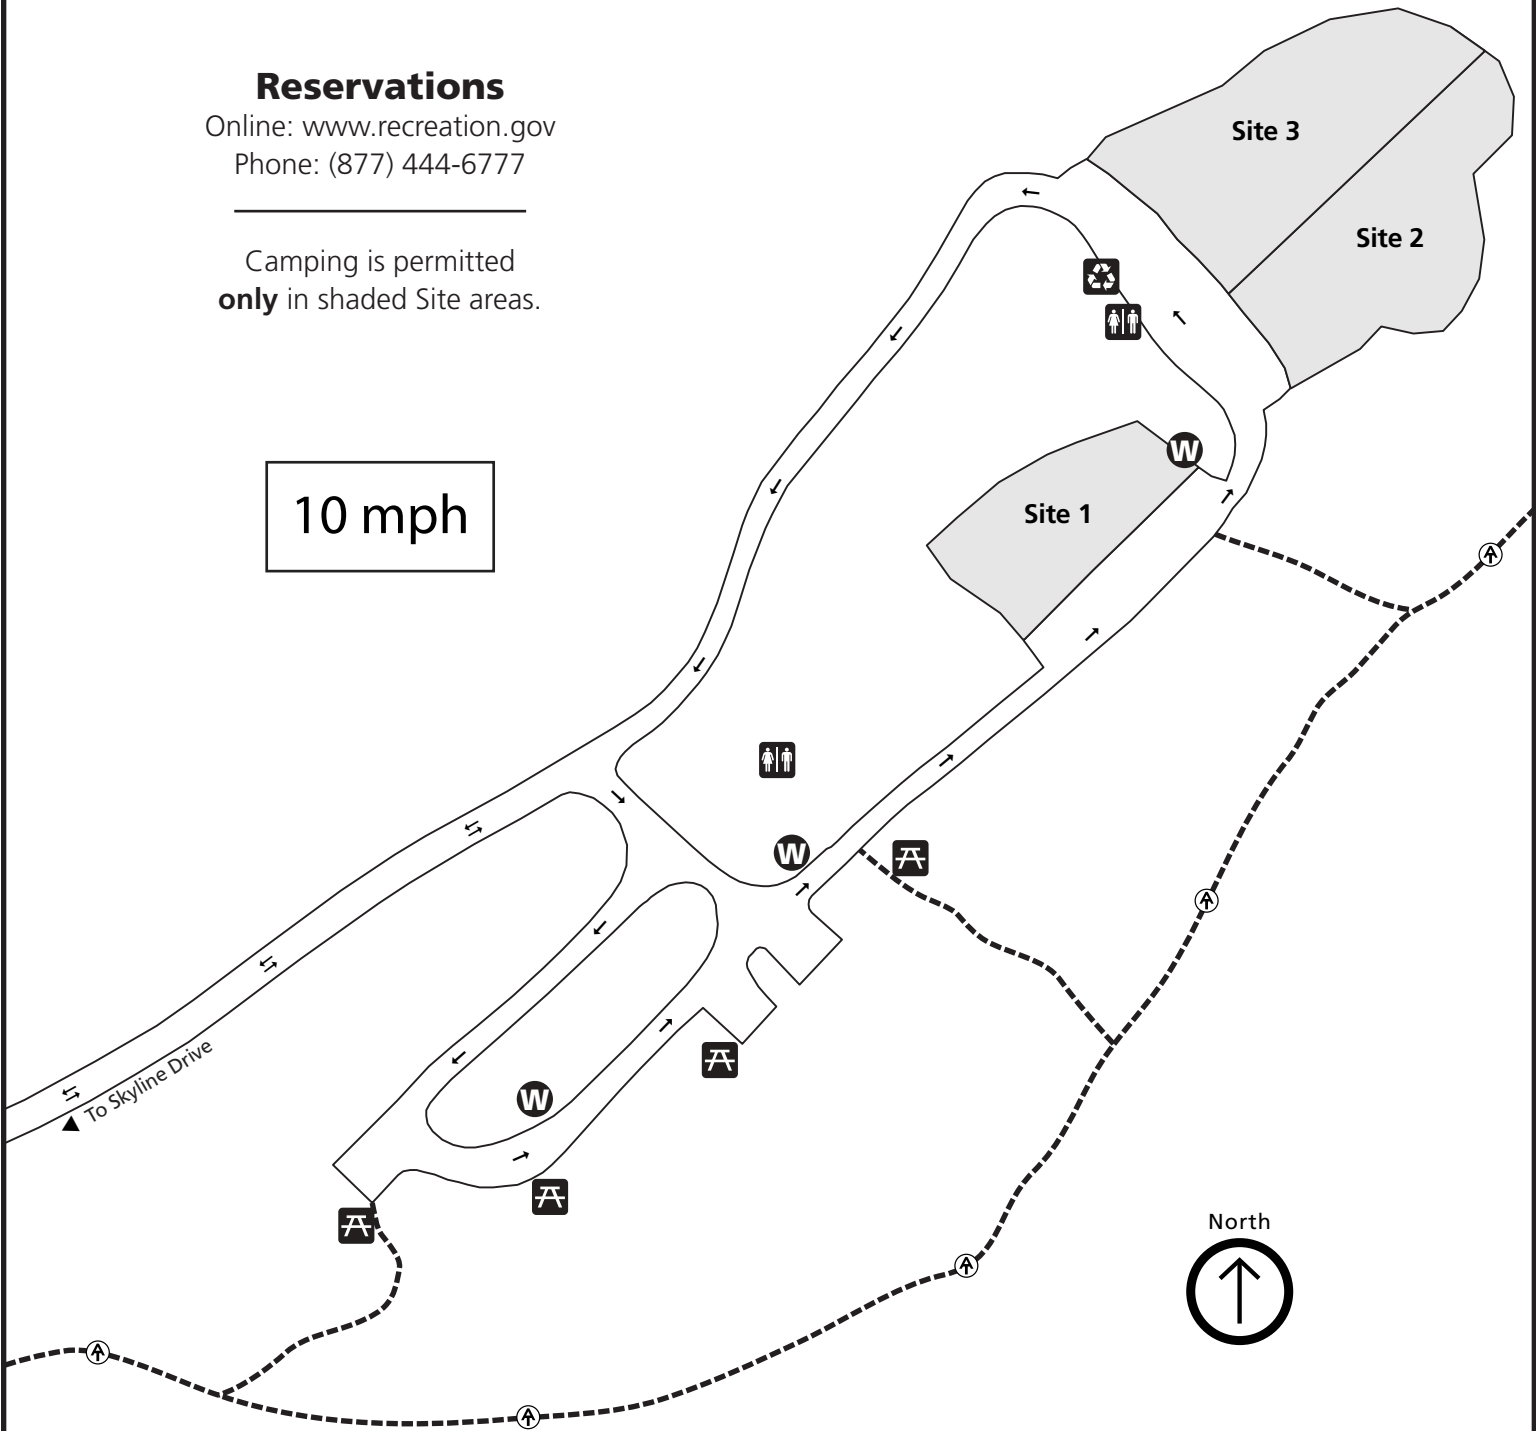 Reservations
Online: www.recreation.gov
Phone: (877) 444-6777
Camping is permitted
only in shaded Site areas.
10 mph
Site 3
Site 2
W
Site 1
W
W
To Skyline Drive
North